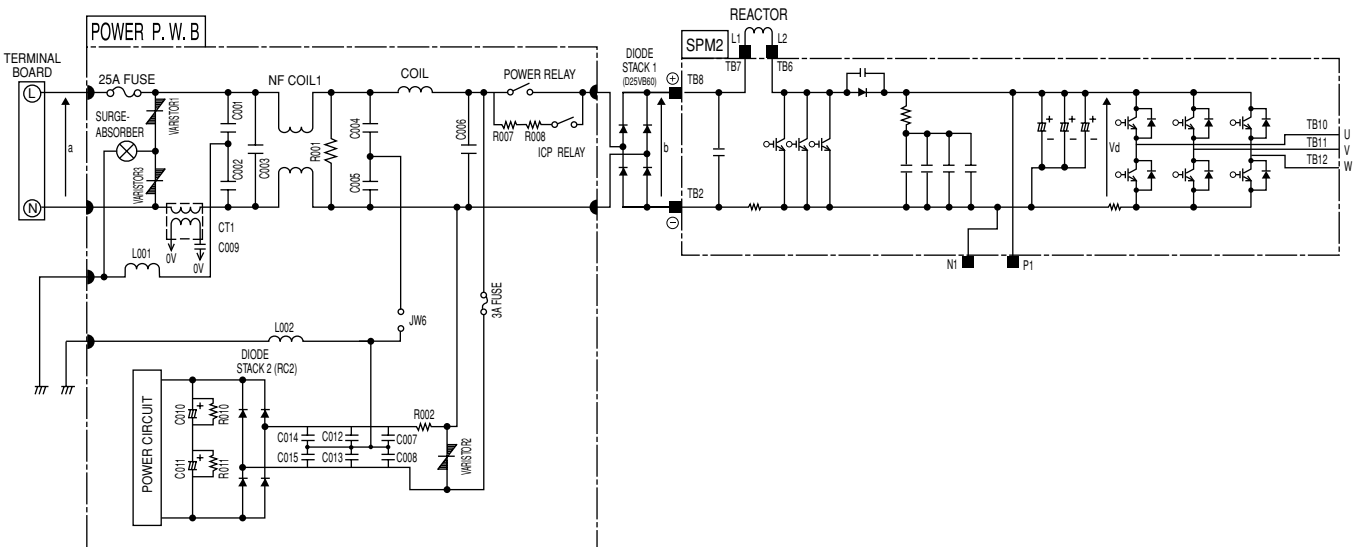 POWER P. W. B
REACTOR
L1
L2
SPM2
TERMINAL
BOARD
25A FUSE
NF COIL1
COIL
POWER RELAY
DIODE
STACK 1
(D25VB60)
TB7
TB6
L
SURGE-
ABSORBER
VARISTOR1
C001
C004
C006
R007
R008
ICP RELAY
+
TB8
a
VARISTOR3
C002
C003
R001
C005
b
Vd
+
-
+
-
+
-
TB10
U
TB11
V
TB12
W
N
CT1
C009
0V
0V
TB2
-
L001
N1
P1
3A FUSE
JW6
L002
DIODE
STACK 2 (RC2)
POWER CIRCUIT
C010
+
R010
C011
+
R011
C014
C012
C007
C015
C013
C008
R002
VARISTOR2